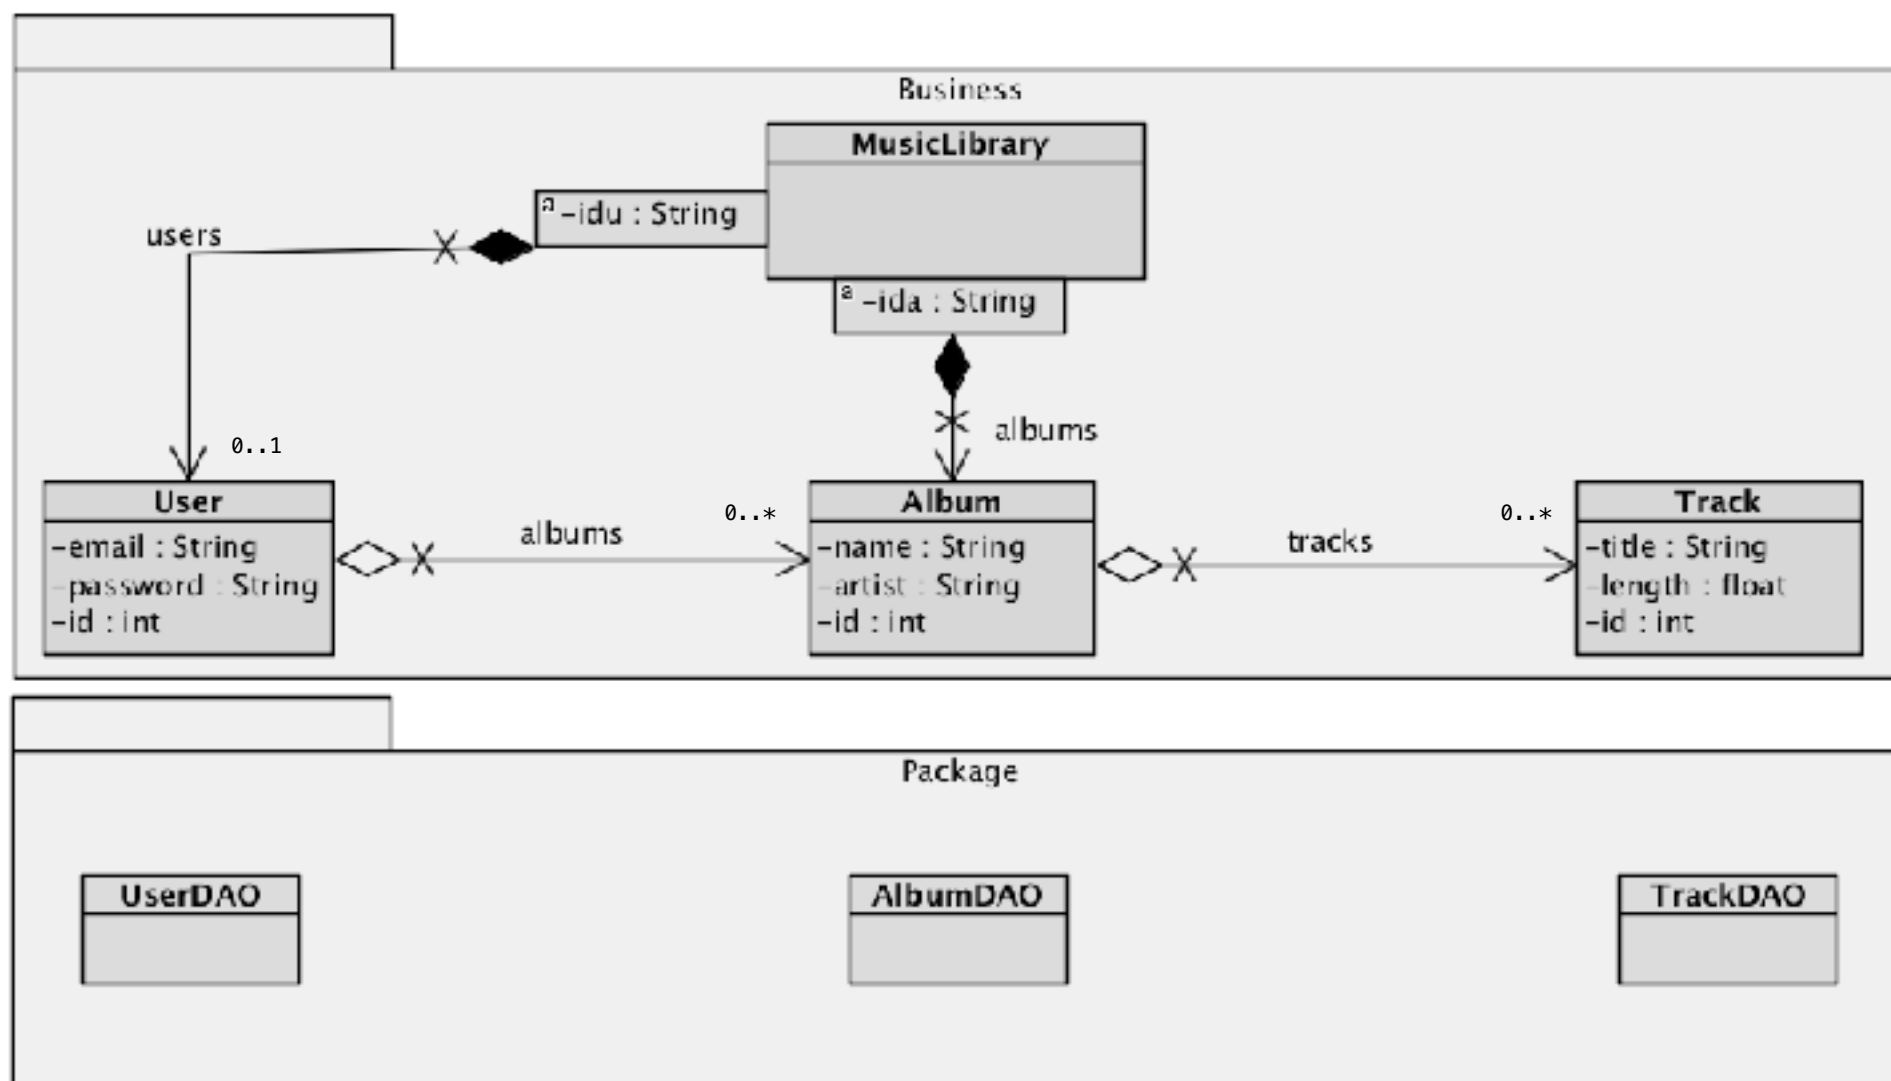 Business
MusicLibrary
a -idu : String
users
a -ida : String
albums
0..1
User
-email : String
-password : String
-id : int
albums
0..*
Album
-name : String
-artist : String
-id : int
tracks
0..*
Track
-title : String
-length : float
-id : int
Package
UserDAO
AlbumDAO
TrackDAO